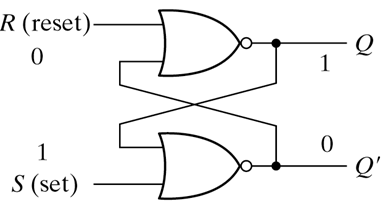 R (reset)
0
Q
1
1
S (set)
0
Q′